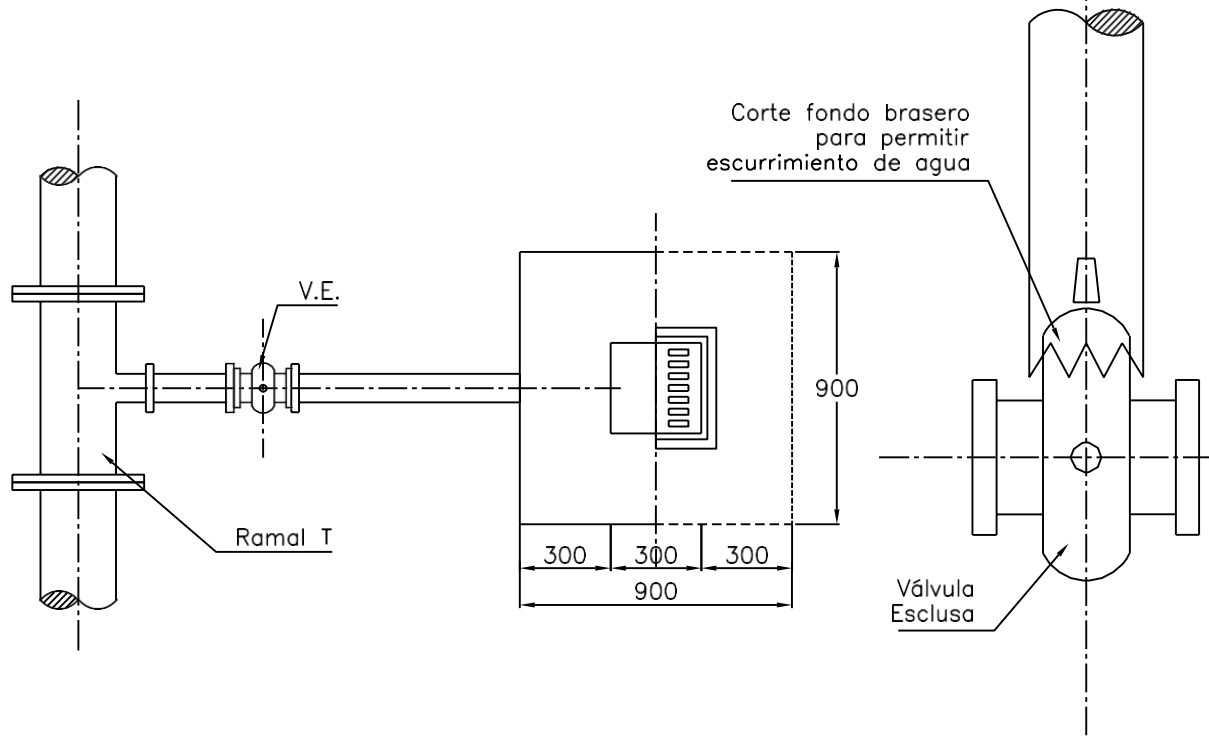 Corte fondo brasero
para permitir
escurrimiento de agua
V.E.
900
Ramal T
300
300
300
900
Válvula
Esclusa